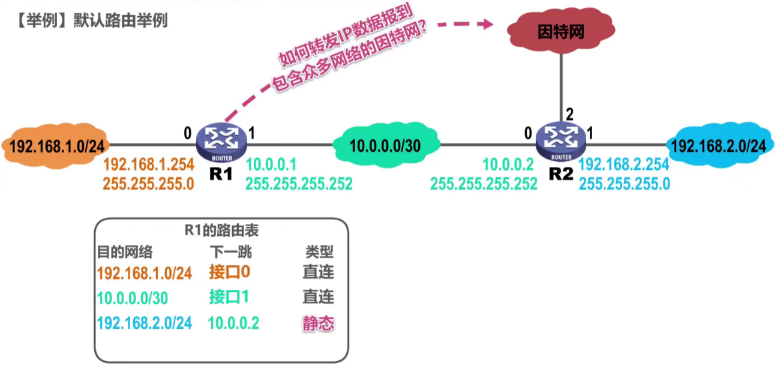 【举例】默认路由举例
如何转发IP数据报到
包含众多网络的因特网?
因特网
192.168.1.0/24
0
1
ROUTER
R1
192.168.1.254
255.255.255.0
10.0.0.1
255.255.255.252
10.0.0.0/30
2
0
1
ROUTER
R2
10.0.0.2
255.255.255.252
192.168.2.254
255.255.255.0
192.168.2.0/24
R1的路由表
目的网络 下一跳 类型
192.168.1.0/24 接口0 直连
10.0.0.0/30 接口1 直连
192.168.2.0/24 10.0.0.2 静态